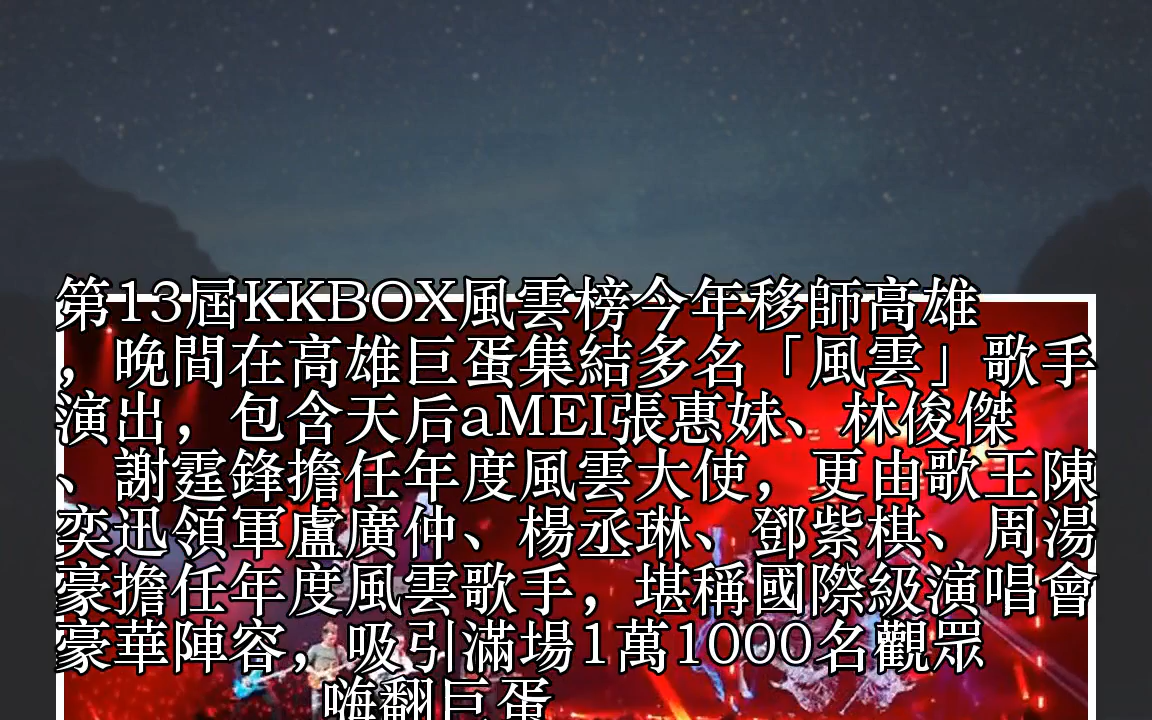 第13屆KKBOX風雲榜今年移師高雄
，晚間在高雄巨蛋集結多名「風雲」歌手
演出，包含天后aMEI張惠妹、林俊傑
、謝霆鋒擔任年度風雲大使，更由歌王陳
奕迅領軍盧廣仲、楊丞琳、鄧紫棋、周湯
豪擔任年度風雲歌手，堪稱國際級演唱會
豪華陣容，吸引滿場1萬1000名觀眾
嗨翻巨蛋